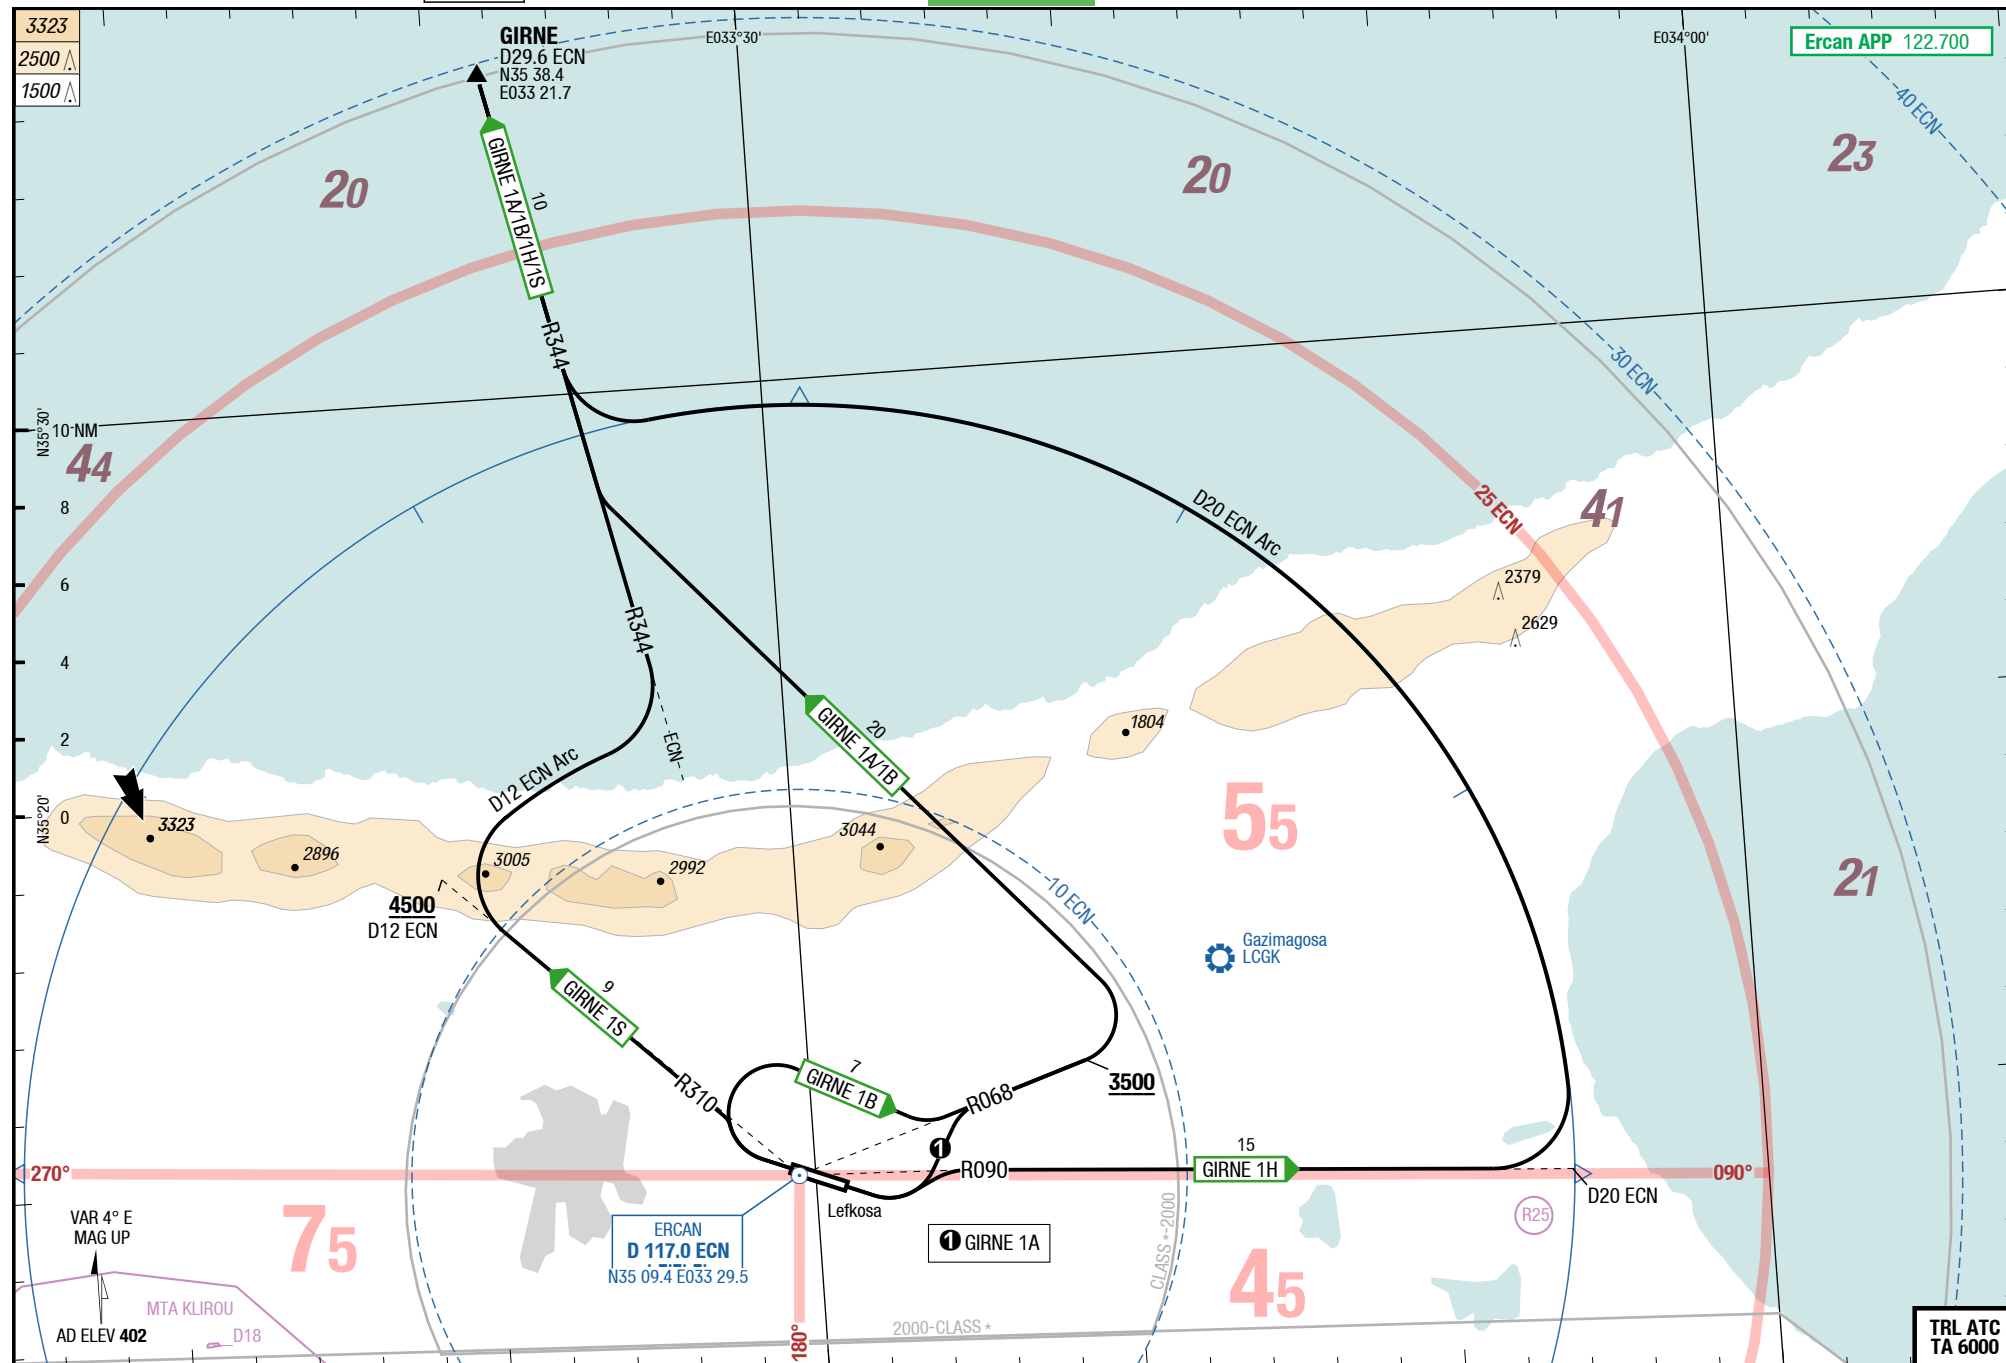 3323
2500
1500
GIRNE
D29.6 ECN
N35 38.4
E033 21.7
E033°30'
E034°00'
Ercan APP 122.700
40 ECN
23
20
20
10
GIRNE 1A/1B/1H/1S
R344
30 ECN
N35°30'
10 NM
44
8
6
4
2
0
N35°20'
D20 ECN Arc
25 ECN
41
2379
2629
R344
ECN
D12 ECN Arc
20
GIRNE 1A/1B
1804
3323
2896
3005
2992
3044
55
21
4500
D12 ECN
10 ECN
Gazimagosa
LCGK
9
GIRNE 1S
R310
7
GIRNE 1B
R068
3500
1
R090
15
GIRNE 1H
270°
090°
D20 ECN
R25
Lefkosa
VAR 4° E
MAG UP
75
ERCAN
D 117.0 ECN
N35 09.4 E033 29.5
1 GIRNE 1A
CLASS *-2000
45
MTA KLIROU
D18
AD ELEV 402
180°
2000-CLASS *
TRL ATC
TA 6000